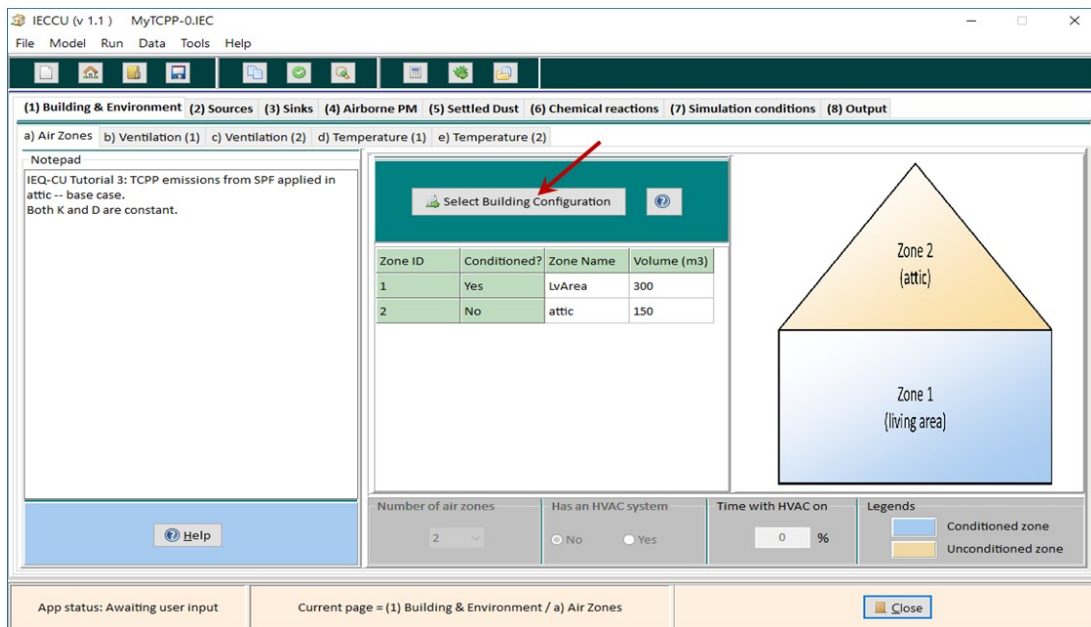 IECCU (v 1.1 )    MyTCPP-0.IEC
File  Model  Run  Data  Tools  Help
(1) Building & Environment  (2) Sources  (3) Sinks  (4) Airborne PM  (5) Settled Dust  (6) Chemical reactions  (7) Simulation conditions  (8) Output
a) Air Zones  b) Ventilation (1)  c) Ventilation (2)  d) Temperature (1)  e) Temperature (2)
Notepad
IEQ-CU Tutorial 3: TCPP emissions from SPF applied in
attic -- base case.
Both K and D are constant.
Help
Select Building Configuration
Zone ID  Conditioned?  Zone Name  Volume (m3)
1  Yes  LvArea  300
2  No  attic  150
Zone 2
(attic)
Zone 1
(living area)
Number of air zones
2
Has an HVAC system
No  Yes
Time with HVAC on
0  %
Legends
Conditioned zone
Unconditioned zone
App status: Awaiting user input  Current page = (1) Building & Environment / a) Air Zones  Close